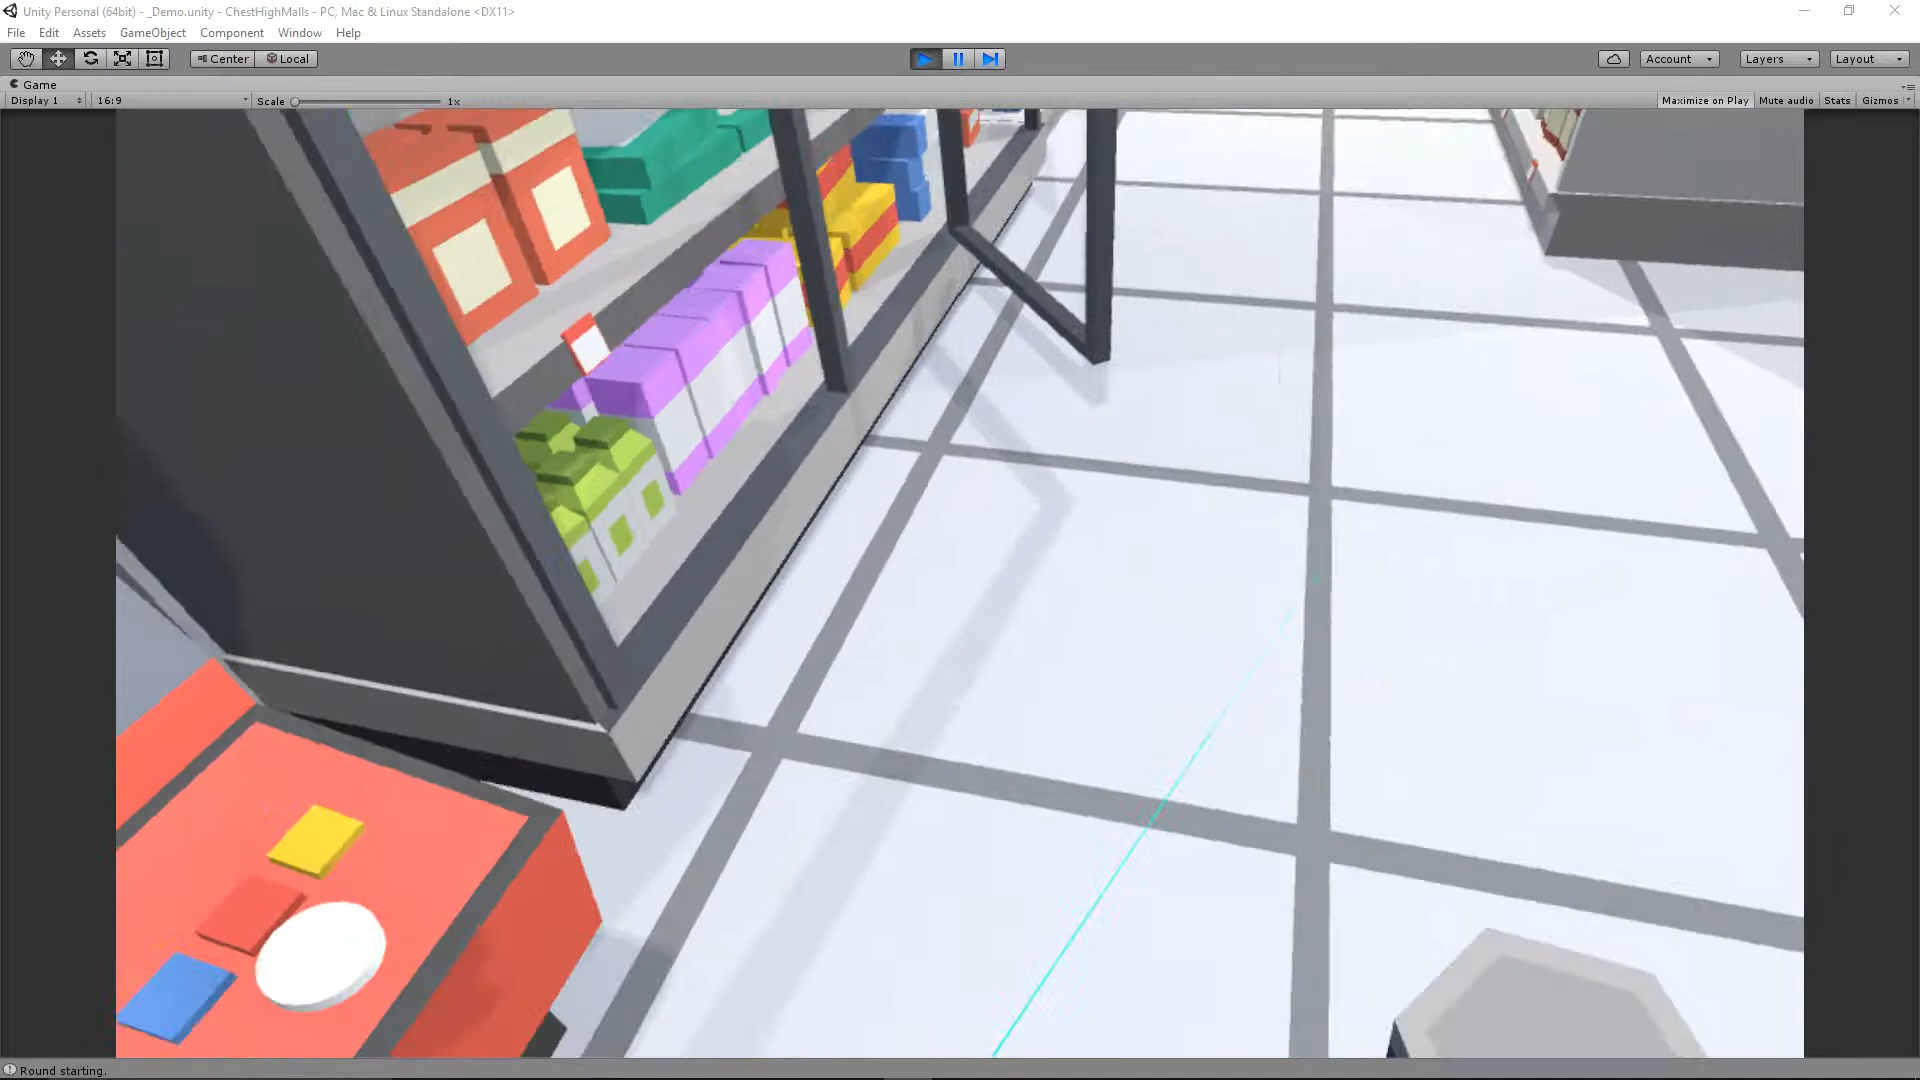 Unity Personal (64bit) - _Demo.unity - ChestHighMalls - PC, Mac & Linux Standalone <DX11>
File Edit Assets GameObject Component Window Help
Center Local Account Layers Layout
Game
Display 1 16:9 Scale 1x Maximize on Play Mute audio Stats Gizmos
Round starting.